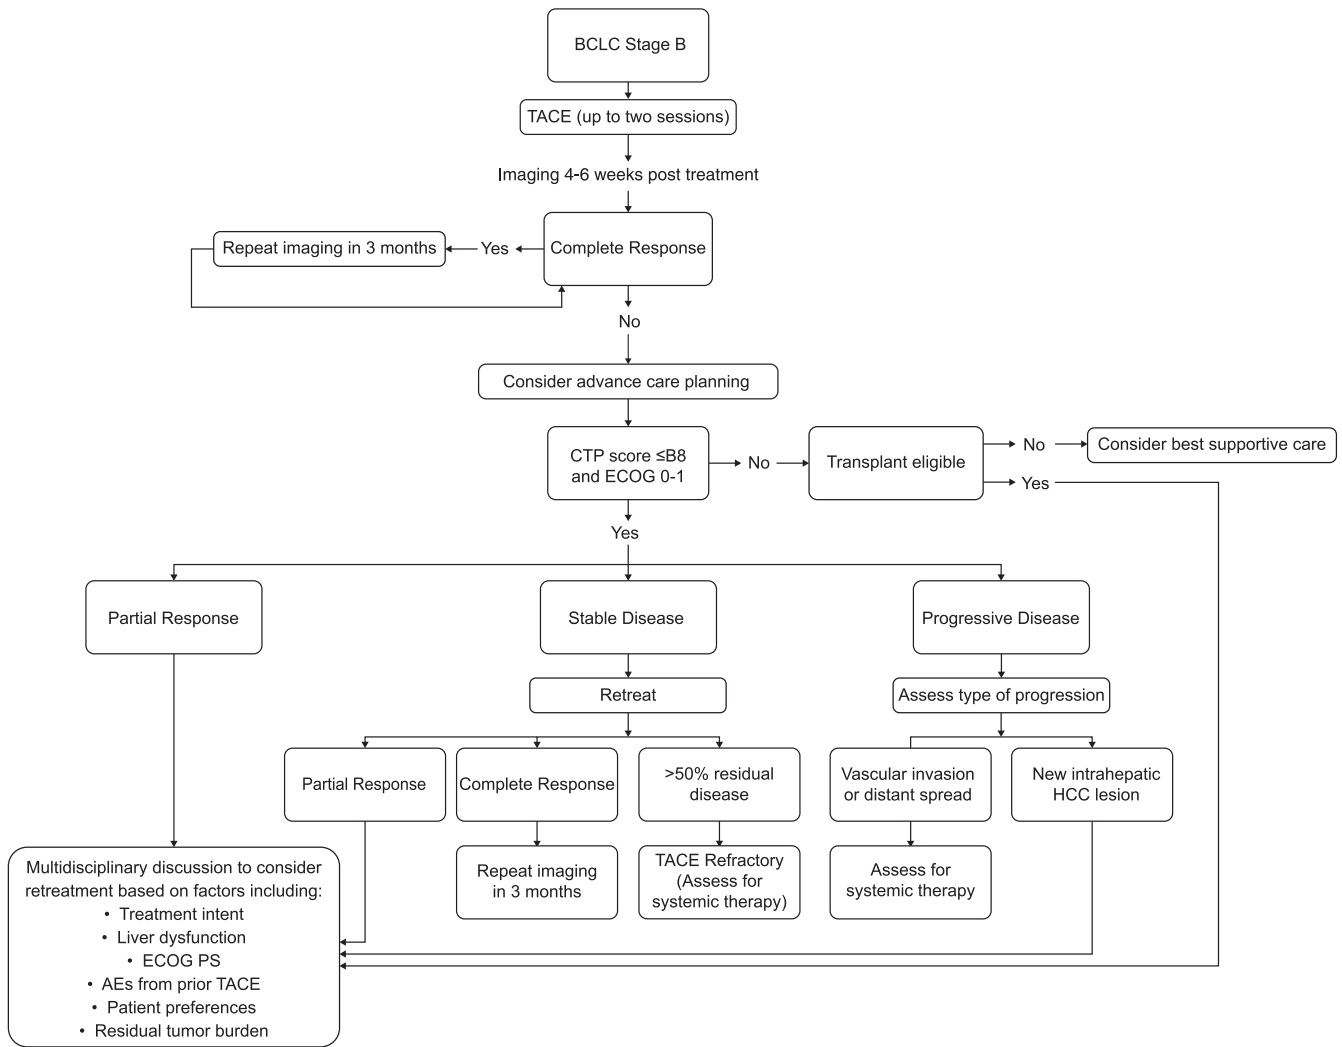 BCLC Stage B
TACE (up to two sessions)
Imaging 4-6 weeks post treatment
Repeat imaging in 3 months
Yes
Complete Response
No
Consider advance care planning
CTP score ≤B8
and ECOG 0-1
No
Transplant eligible
No
Consider best supportive care
Yes
Yes
Partial Response
Stable Disease
Progressive Disease
Retreat
Assess type of progression
Partial Response
Complete Response
>50% residual
disease
Vascular invasion
or distant spread
New intrahepatic
HCC lesion
Repeat imaging
in 3 months
TACE Refractory
(Assess for
systemic therapy)
Assess for
systemic therapy
Multidisciplinary discussion to consider
retreatment based on factors including:
• Treatment intent
• Liver dysfunction
• ECOG PS
• AEs from prior TACE
• Patient preferences
• Residual tumor burden